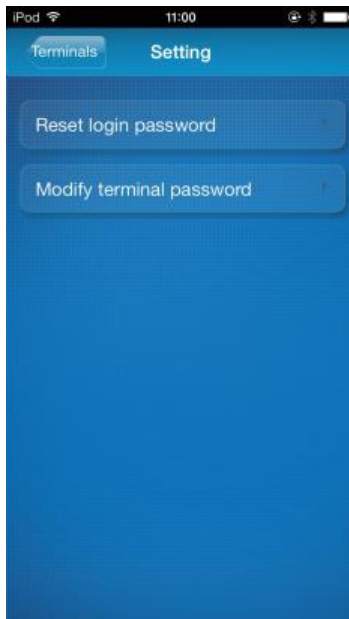 iPod 11:00
Terminals Setting
Reset login password
Modify terminal password